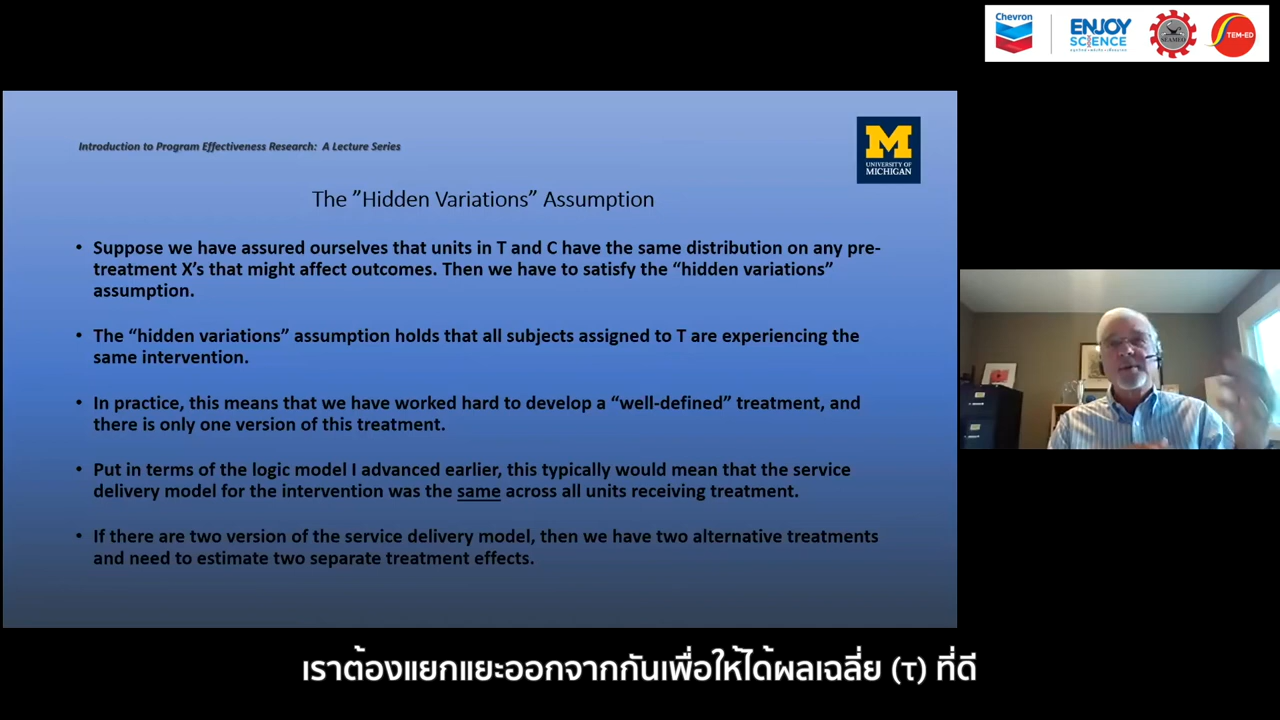 Chevron
ENJOY
SCIENCE
SEAMEO
STEM-ED
Introduction to Program Effectiveness Research: A Lecture Series
M
UNIVERSITY OF
MICHIGAN
The ”Hidden Variations” Assumption
• Suppose we have assured ourselves that units in T and C have the same distribution on any pre-
treatment X’s that might affect outcomes. Then we have to satisfy the “hidden variations”
assumption.
• The “hidden variations” assumption holds that all subjects assigned to T are experiencing the
same intervention.
• In practice, this means that we have worked hard to develop a “well-defined” treatment, and
there is only one version of this treatment.
• Put in terms of the logic model I advanced earlier, this typically would mean that the service
delivery model for the intervention was the same across all units receiving treatment.
• If there are two version of the service delivery model, then we have two alternative treatments
and need to estimate two separate treatment effects.
เราต้องแยกแยะออกจากกันเพื่อให้ได้ผลเฉลี่ย (τ) ที่ดี